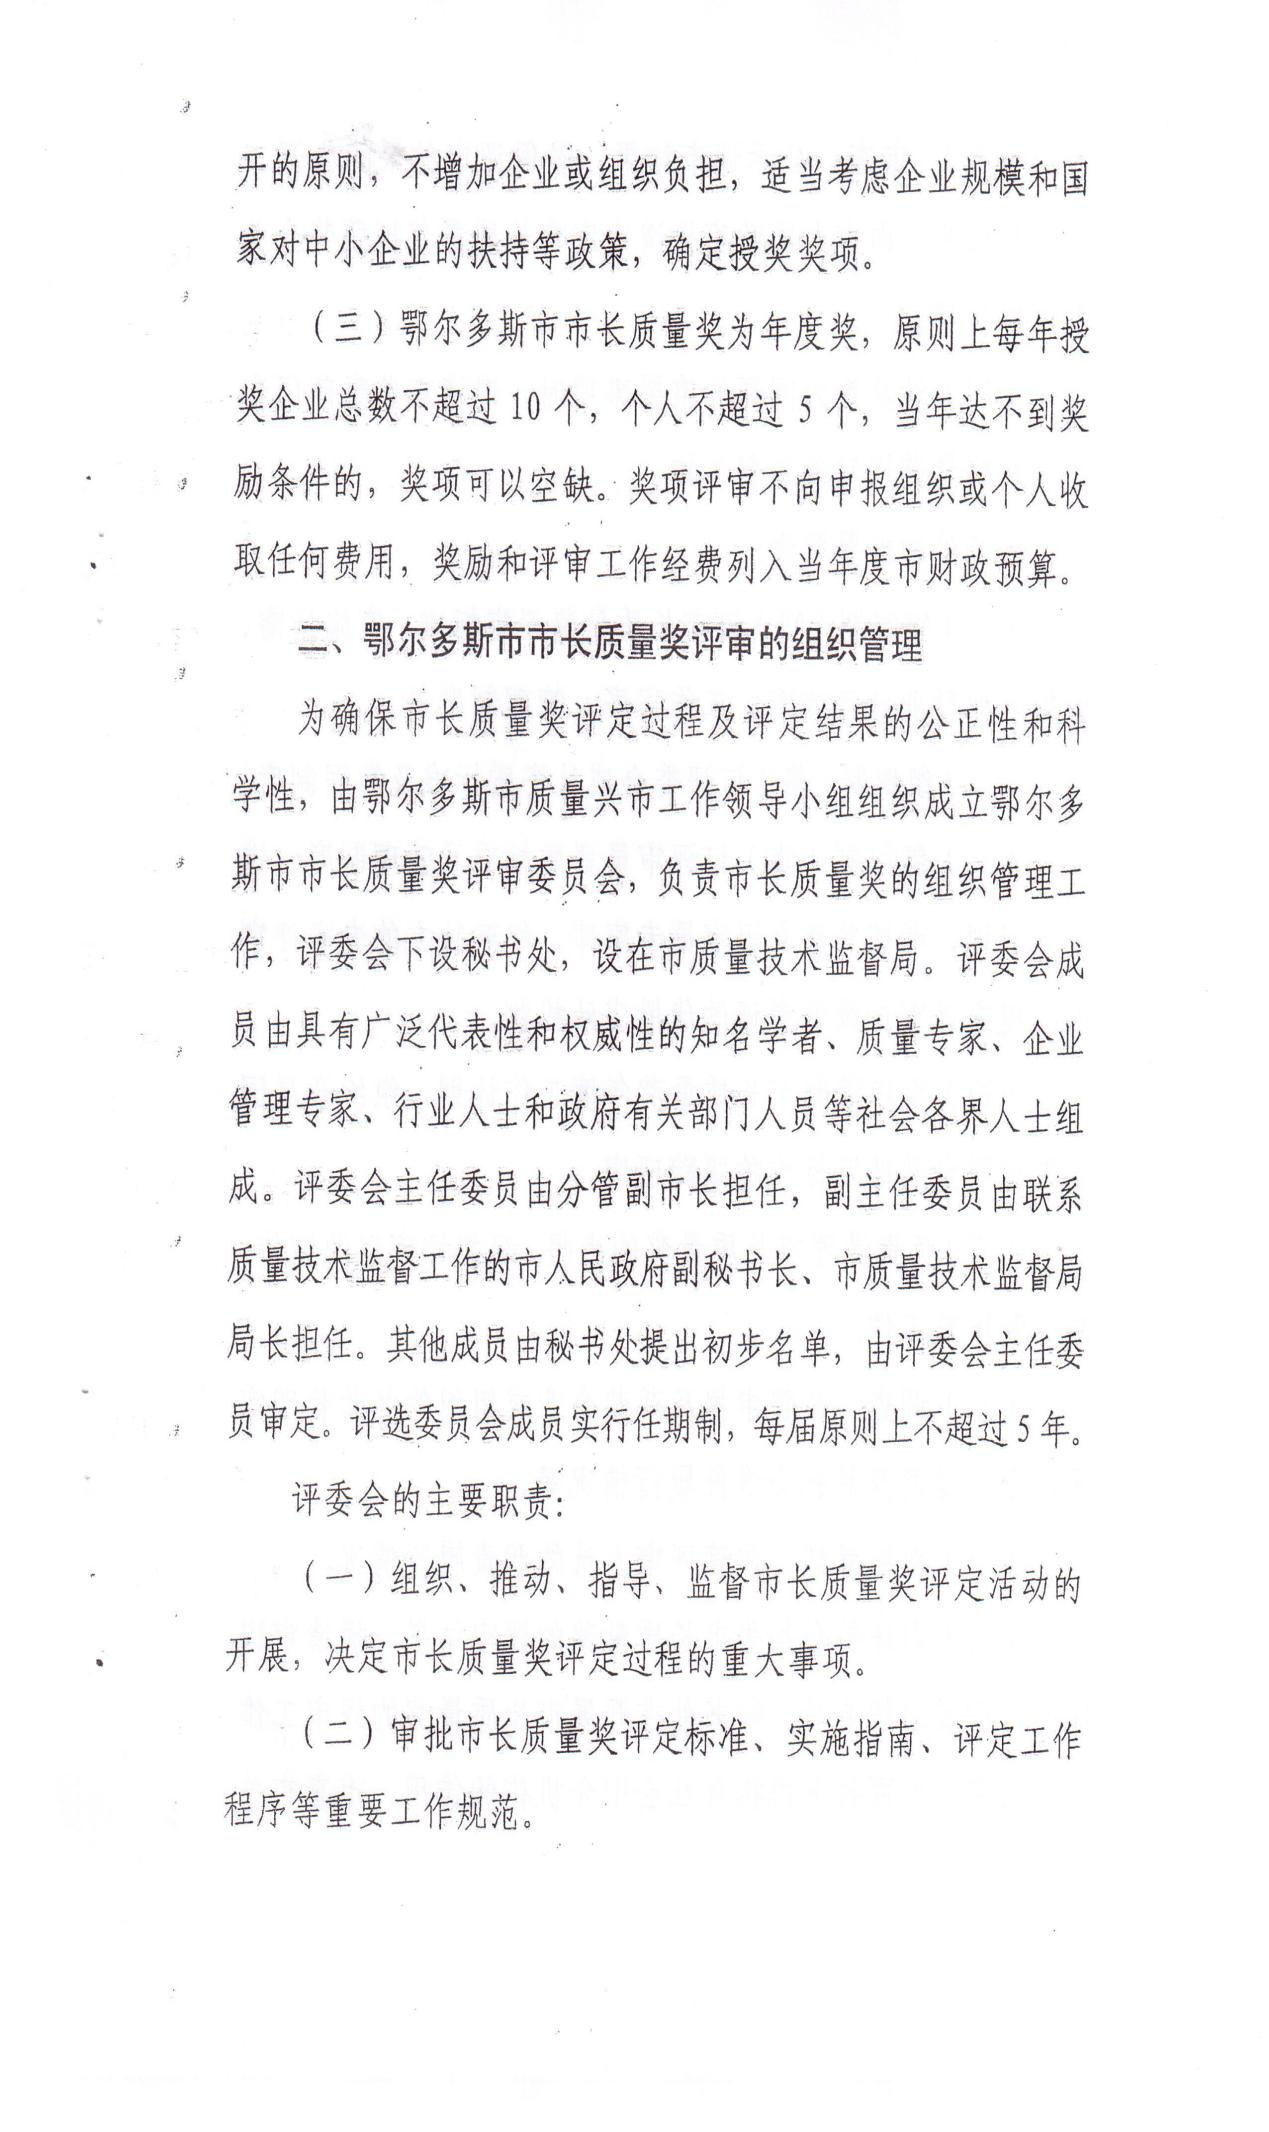 开的原则，不增加企业或组织负担，适当考虑企业规模和国
家对中小企业的扶持等政策，确定授奖奖项。
（三）鄂尔多斯市市长质量奖为年度奖，原则上每年授
奖企业总数不超过 10 个，个人不超过 5 个，当年达不到奖
励条件的，奖项可以空缺。奖项评审不向申报组织或个人收
取任何费用，奖励和评审工作经费列入当年度市财政预算。
二、鄂尔多斯市市长质量奖评审的组织管理
为确保市长质量奖评定过程及评定结果的公正性和科
学性，由鄂尔多斯市质量兴市工作领导小组组织成立鄂尔多
斯市市长质量奖评审委员会，负责市长质量奖的组织管理工
作，评委会下设秘书处，设在市质量技术监督局。评委会成
员由具有广泛代表性和权威性的知名学者、质量专家、企业
管理专家、行业人士和政府有关部门人员等社会各界人士组
成。评委会主任委员由分管副市长担任，副主任委员由联系
质量技术监督工作的市人民政府副秘书长、市质量技术监督局
局长担任。其他成员由秘书处提出初步名单，由评委会主任委
员审定。评选委员会成员实行任期制，每届原则上不超过 5 年。
评委会的主要职责：
（一）组织、推动、指导、监督市长质量奖评定活动的
开展，决定市长质量奖评定过程的重大事项。
（二）审批市长质量奖评定标准、实施指南、评定工作
程序等重要工作规范。